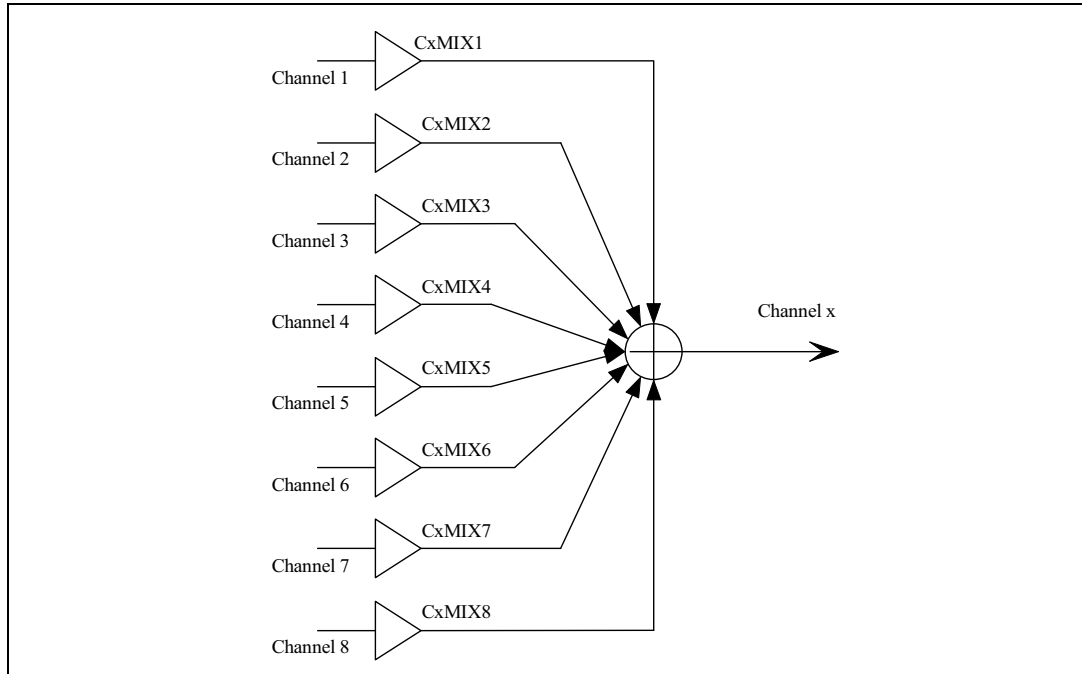 CxMIX1
Channel 1
CxMIX2
Channel 2
CxMIX3
Channel 3
CxMIX4
Channel x
Channel 4
CxMIX5
Channel 5
CxMIX6
Channel 6
CxMIX7
Channel 7
CxMIX8
Channel 8